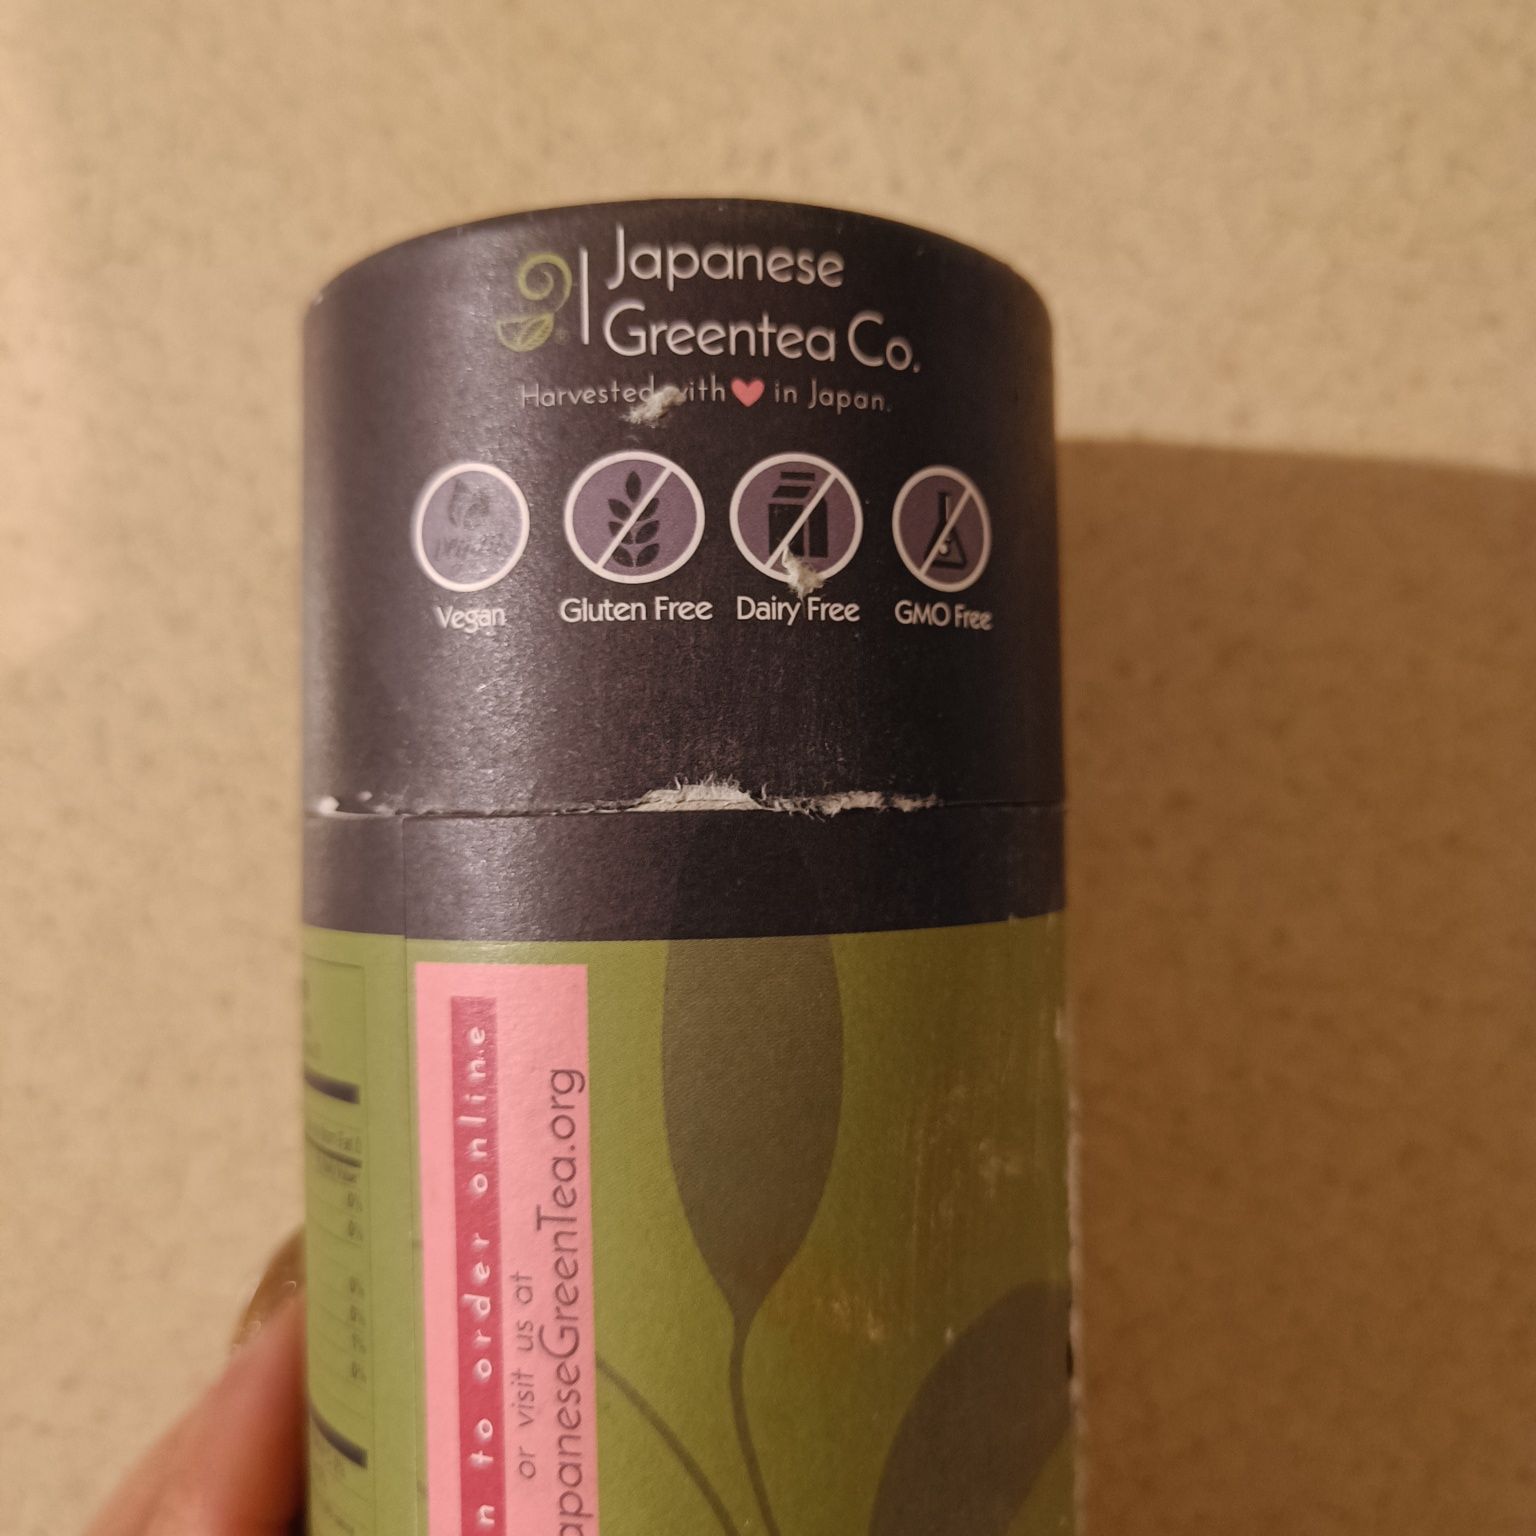 Japanese
Greentea Co.
Harvested with in Japan.
Vegan
Gluten Free
Dairy Free
GMO Free
to order online
or visit us at
apaneseGreenTea.org